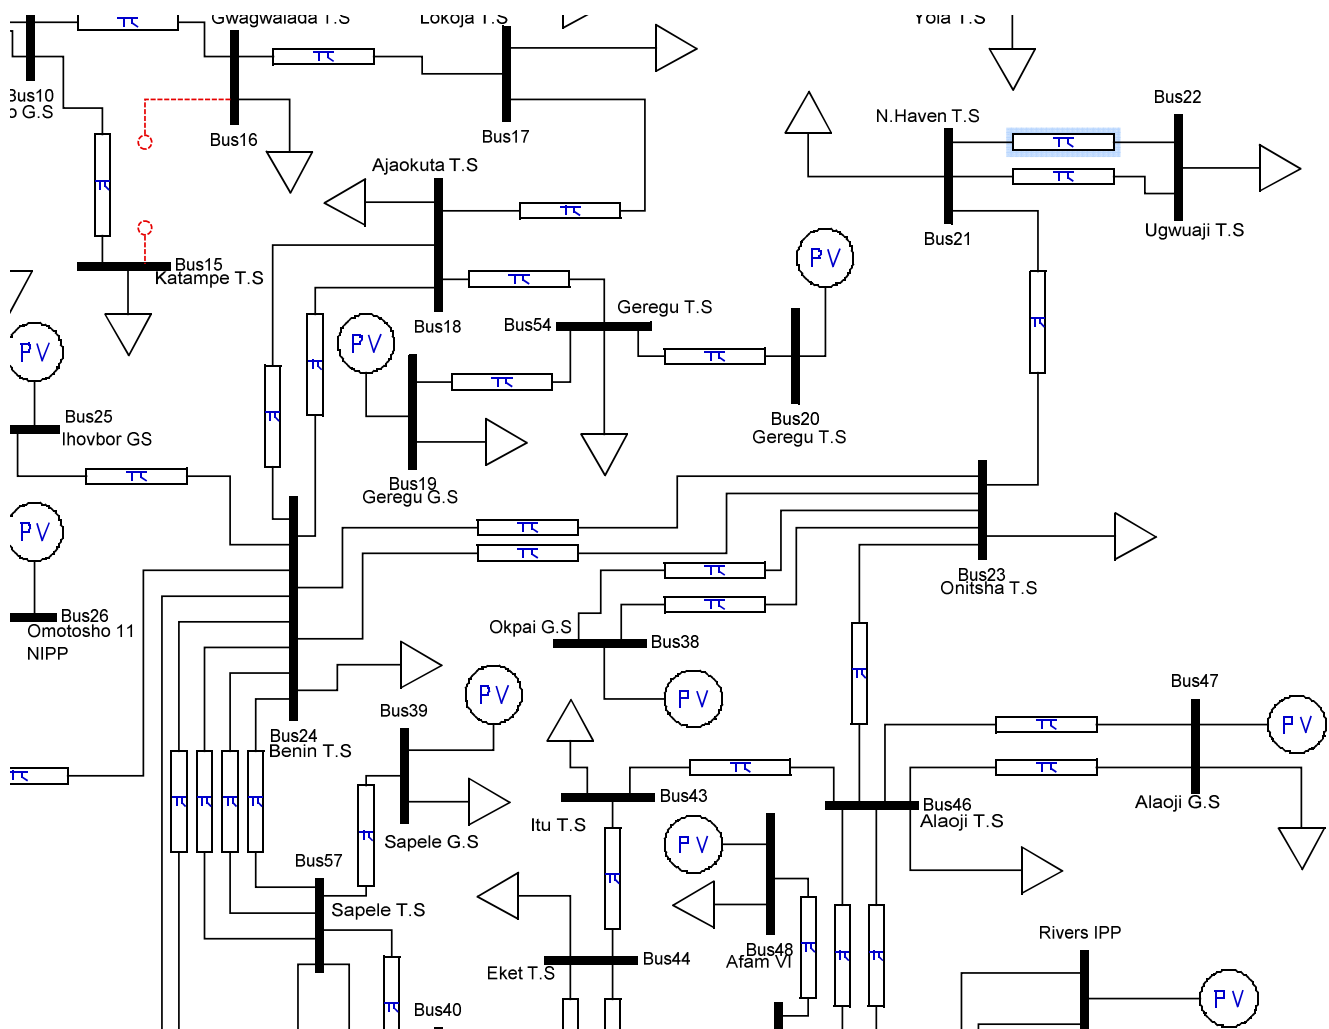 Gwagwalada T.S
Lokoja T.S
Yola T.S
Bus10
G.S
Bus16
Bus17
Ajaokuta T.S
N.Haven T.S
Bus22
Bus21
Ugwuaji T.S
Bus15
Katampe T.S
PV
Bus18
Bus54
Geregu T.S
PV
PV
Bus20
Geregu T.S
Bus25
Ihovbor GS
Bus19
Geregu G.S
PV
Bus26
Omotosho 11
NIPP
Bus23
Onitsha T.S
Okpai G.S
Bus38
PV
PV
Bus39
Bus24
Benin T.S
Bus47
PV
Bus43
Itu T.S
Bus46
Alaoji T.S
Alaoji G.S
Sapele G.S
PV
Bus57
Sapele T.S
Bus48
Afam VI
Rivers IPP
Eket T.S
Bus44
PV
Bus40